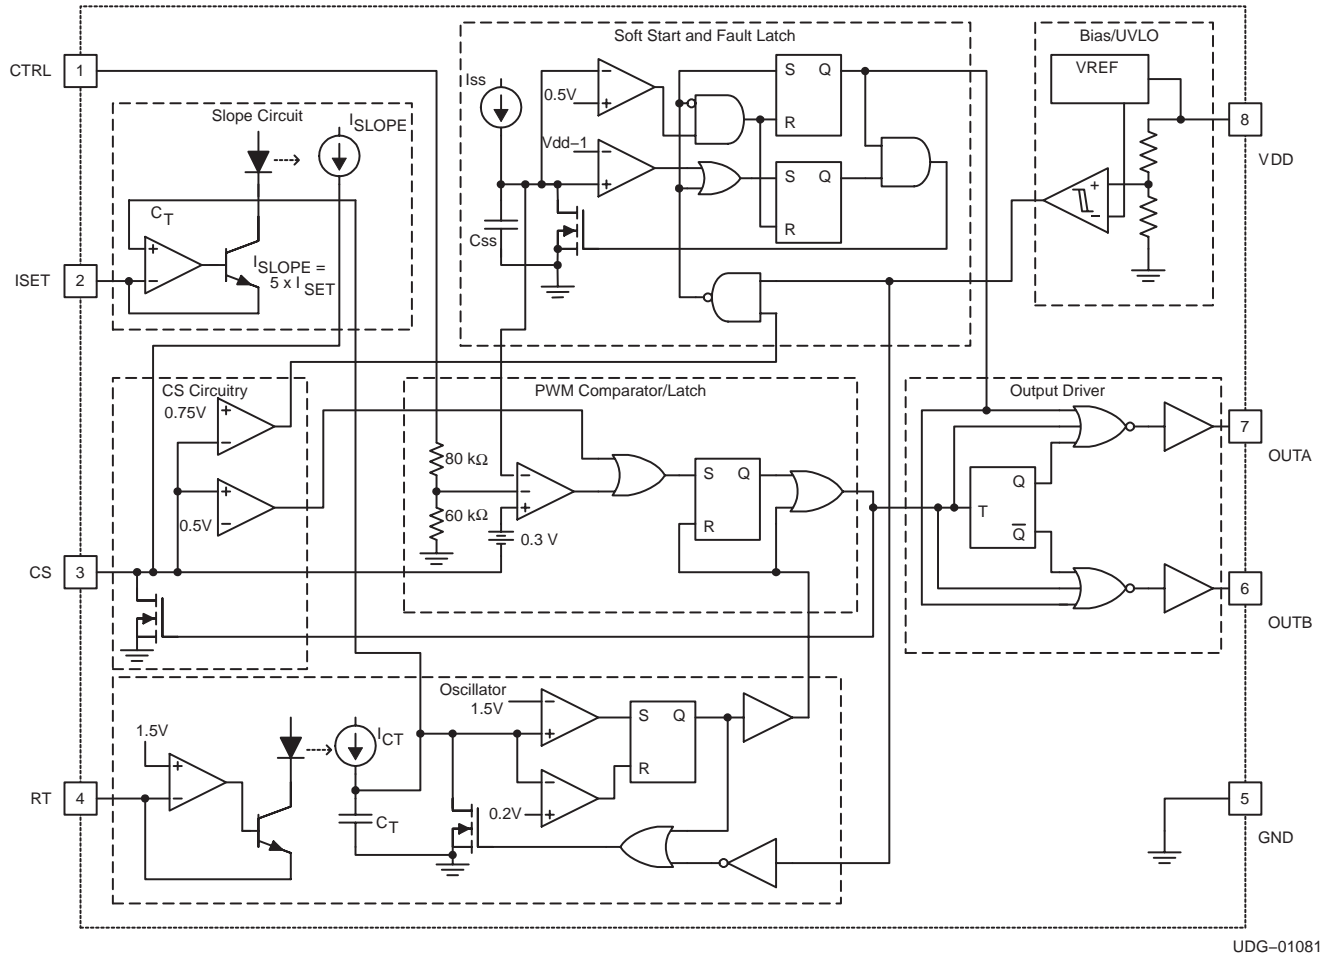 Soft Start and Fault Latch
Bias/UVLO
CTRL
1
Iss
0.5V
S
Q
R
VREF
8
VDD
Slope Circuit
ISLOPE
Vdd–1
S
Q
R
CT
Css
ISET
2
ISLOPE =
5 x ISET
CS Circuitry
PWM Comparator/Latch
Output Driver
0.75V
7
OUTA
80 kΩ
S
Q
R
Q
T
Q
0.5V
60 kΩ
0.3 V
CS
3
6
OUTB
Oscillator
1.5V
S
Q
R
1.5V
ICT
RT
4
0.2V
CT
5
GND
UDG–01081